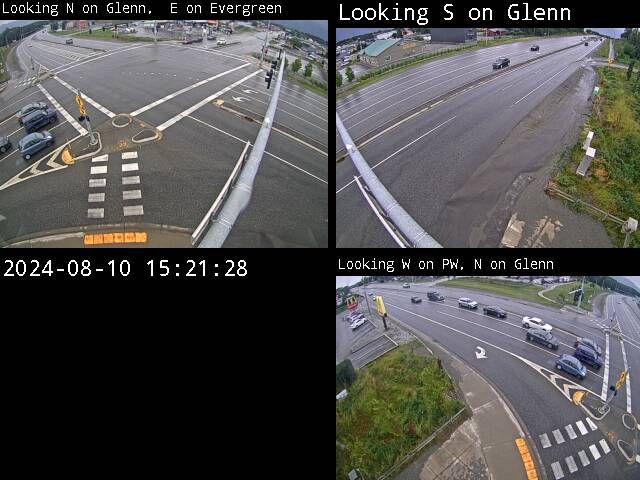 Looking N on Glenn,  E on Evergreen
Looking S on Glenn
2024-08-10 15:21:28
Looking W on PW, N on Glenn